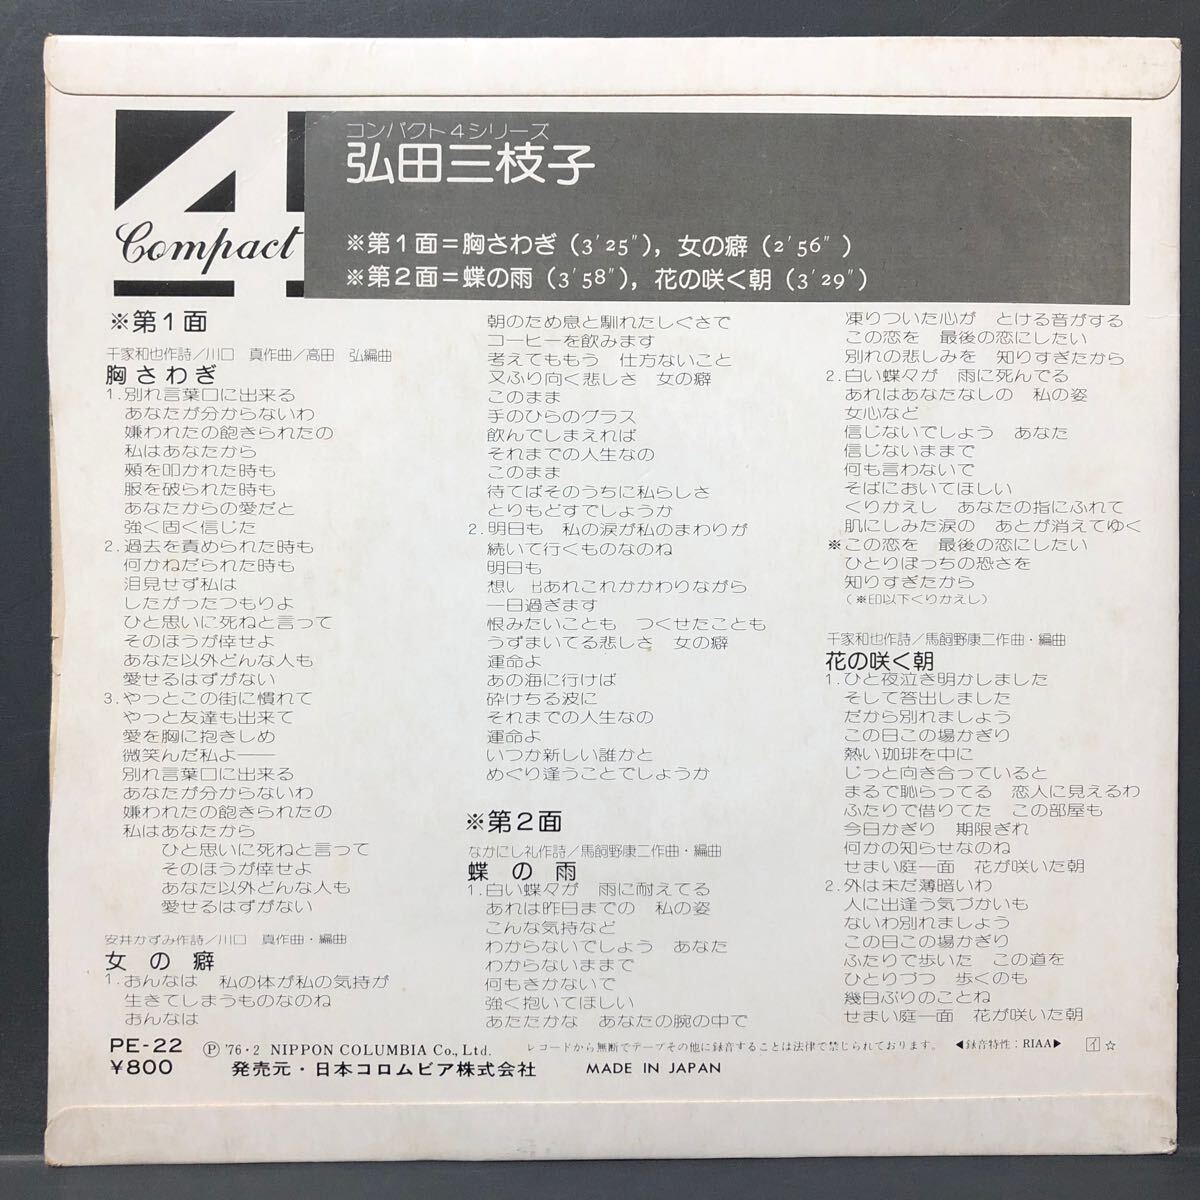 4
Compact
コンパクト4シリーズ
弘田三枝子
※第1面=胸さわぎ(3′25″), 女の癖(2′56″)
※第2面=蝶の雨(3′58″), 花の咲く朝(3′29″)
※第1面
千家和也作詩/川口 真作曲/高田 弘編曲
胸さわぎ
1.別れ言葉口に出来る
あなたが分からないわ
嫌われたの飽きられたの
私はあなたから
頰を叩かれた時も
服を破られた時も
あなたからの愛だと
強く固く信じた
2.過去を責められた時も
何かねだられた時も
泪見せず私は
したがったつもりよ
ひと思いに死ねと言って
そのほうが倖せよ
あなた以外どんな人も
愛せるはずがない
3.やっとこの街に慣れて
やっと友達も出来て
愛を胸に抱きしめ
微笑んだ私よ――
別れ言葉口に出来る
あなたが分からないわ
嫌われたの飽きられたの
私はあなたから
ひと思いに死ねと言って
そのほうが倖せよ
あなた以外どんな人も
愛せるはずがない
安井かずみ作詩/川口 真作曲・編曲
女の癖
1.おんなは 私の体が私の気持が
生きてしまうものなのね
おんなは
朝のため息と馴れたしぐさで
コーヒーを飲みます
考えてももう 仕方ないこと
又ふり向く悲しさ 女の癖
このまま
手のひらのグラス
飲んでしまえれば
それまでの人生なの
このまま
待てばそのうちに私らしさ
とりもどすでしょうか
2.明日も 私の涙が私のまわりが
続いて行くものなのね
明日も
想い出あれこれかかわりながら
一日過ぎます
恨みたいことも つくせたことも
うずまいてる悲しさ 女の癖
運命よ
あの海に行けば
砕けちる波に
それまでの人生なの
運命よ
いつか新しい誰かと
めぐり逢うことでしょうか
※第2面
なかにし礼作詩/馬飼野康二作曲・編曲
蝶の雨
1.白い蝶々が 雨に耐えてる
あれは昨日までの 私の姿
こんな気持など
わからないでしょう あなた
わからないままで
何もきかないで
強く抱いてほしい
あたたかな あなたの腕の中で
凍りついた心が とける音がする
この恋を 最後の恋にしたい
別れの悲しみを 知りすぎたから
2.白い蝶々が 雨に死んでる
あれはあなたなしの 私の姿
女心など
信じないでしょう あなた
信じないままで
何も言わないで
そばにおいてほしい
くりかえし あなたの指にふれて
肌にしみた涙の あとが消えてゆく
※この恋を 最後の恋にしたい
ひとりぼっちの恐さを
知りすぎたから
(※印以下くりかえし)
千家和也作詩/馬飼野康二作曲・編曲
花の咲く朝
1.ひと夜泣き明かしました
そして答出しました
だから別れましょう
この日この場かぎり
熱い珈琲を中に
じっと向き合っていると
まるで恥らってる 恋人に見えるわ
ふたりで借りてた この部屋も
今日かぎり 期限ぎれ
何かの知らせなのね
せまい庭一面 花が咲いた朝
2.外は未だ薄暗いわ
人に出逢う気づかいも
ないわ別れましょう
この日この場かぎり
ふたりで歩いた この道を
ひとりづつ 歩くのも
幾日ぶりのことね
せまい庭一面 花が咲いた朝
PE-22
¥800
Ⓟ '76・2 NIPPON COLUMBIA Co., Ltd.
発売元・日本コロムビア株式会社
レコードから無断でテープその他に録音することは法律で禁じられております。
◀録音特性:RIAA▶
イ☆
MADE IN JAPAN